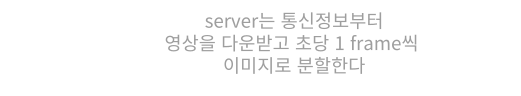 server는 통신정보부터
영상을 다운받고 초당 1 frame씩
이미지로 분할한다